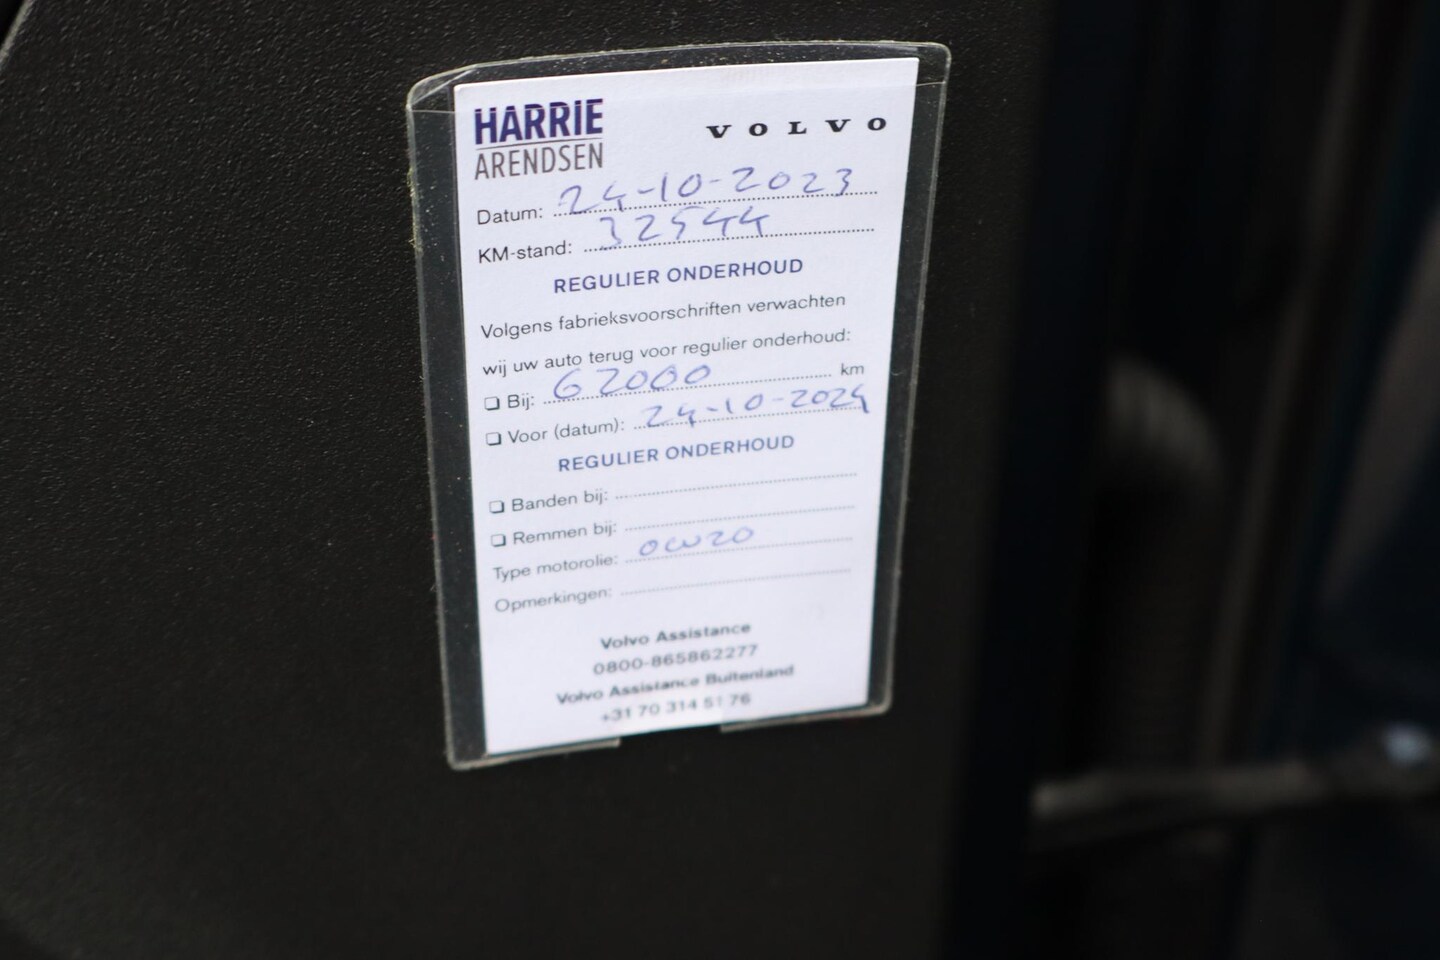 HARRIE
ARENDSEN
VOLVO
Datum: 24-10-2023
KM-stand: 32544
REGULIER ONDERHOUD
Volgens fabrieksvoorschriften verwachten
wij uw auto terug voor regulier onderhoud:
Bij: 62000 km
Voor (datum): 24-10-2024
REGULIER ONDERHOUD
Banden bij:
Remmen bij:
Type motorolie: 0W20
Opmerkingen:
Volvo Assistance
0800-865862277
Volvo Assistance Buitenland
+31 70 314 51 76